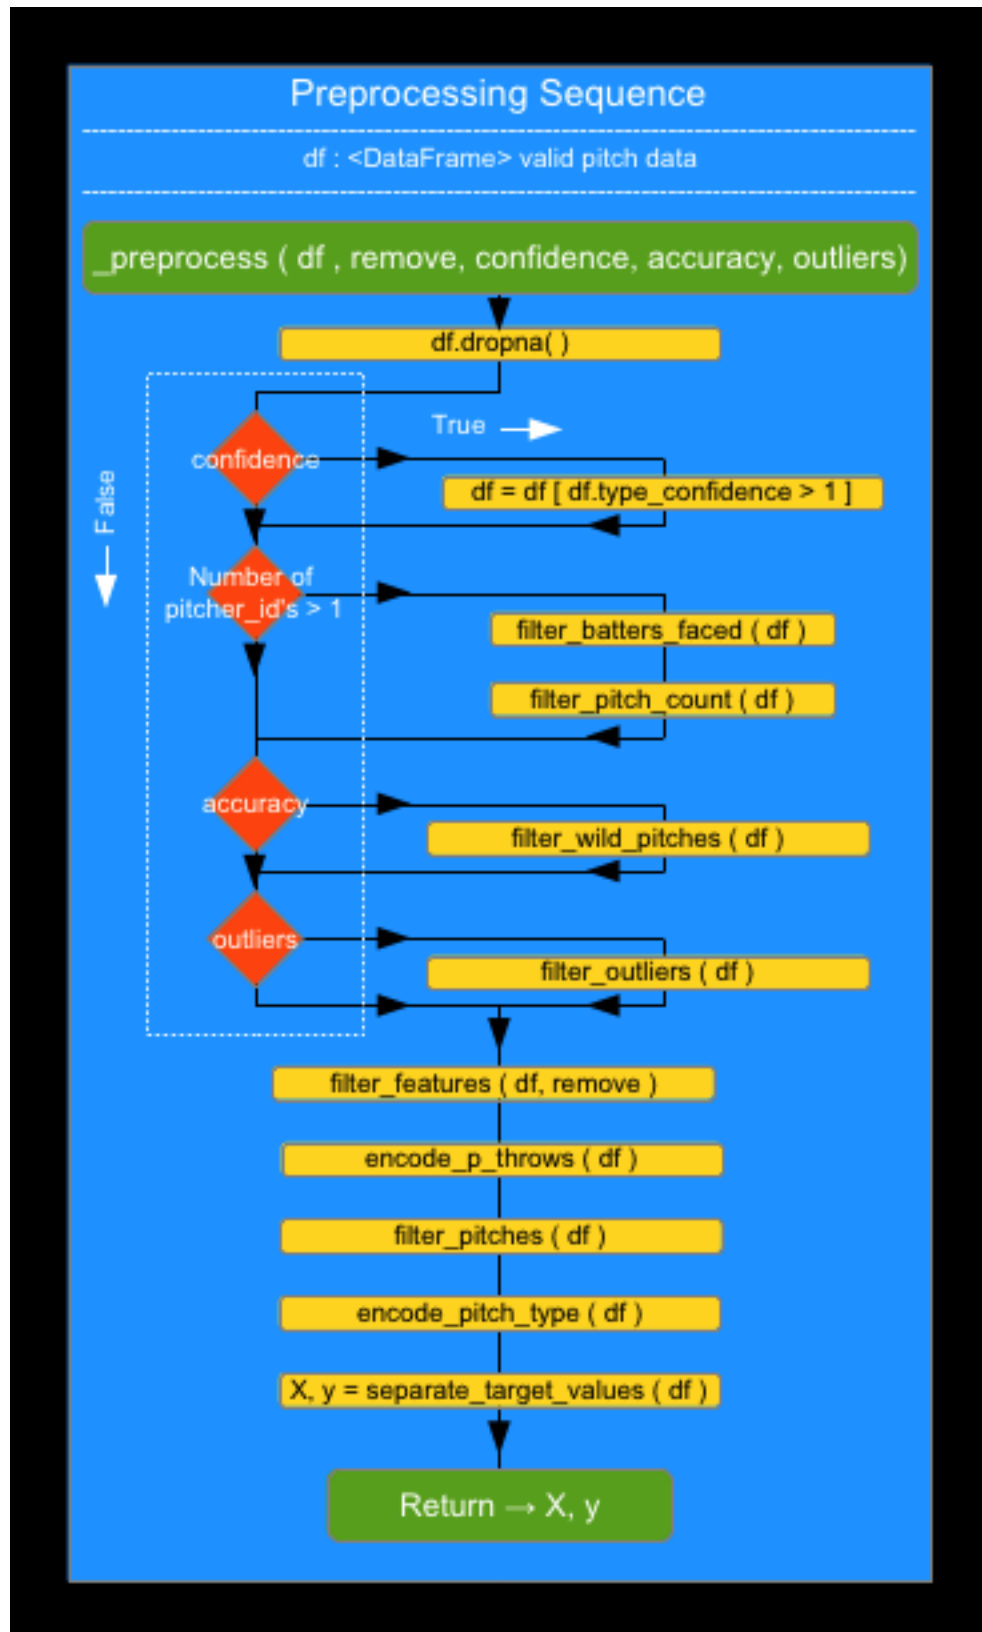 Preprocessing Sequence
df : <DataFrame> valid pitch data
_preprocess ( df , remove, confidence, accuracy, outliers)
df.dropna( )
True
confidence
df = df [ df.type_confidence > 1 ]
False
Number of
pitcher_id's > 1
filter_batters_faced ( df )
filter_pitch_count ( df )
accuracy
filter_wild_pitches ( df )
outliers
filter_outliers ( df )
filter_features ( df, remove )
encode_p_throws ( df )
filter_pitches ( df )
encode_pitch_type ( df )
X, y = separate_target_values ( df )
Return → X, y